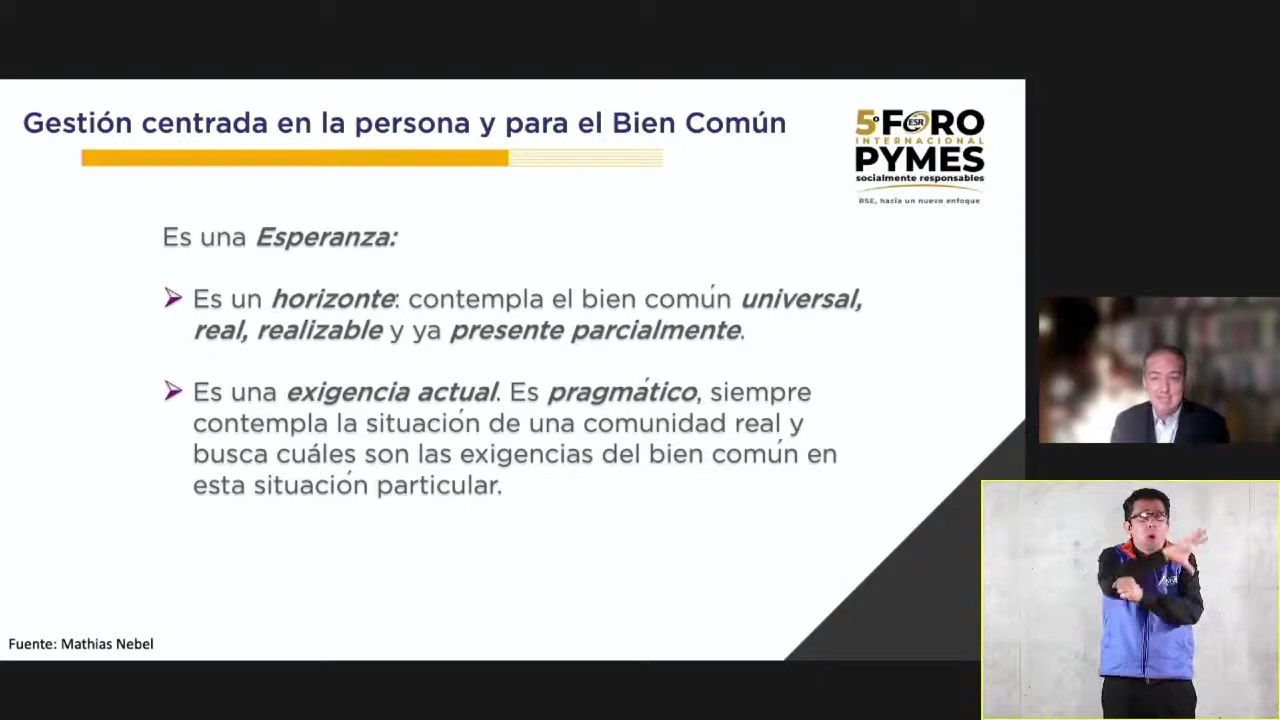 Gestión centrada en la persona y para el Bien Común
5º FORO
ESR
INTERNACIONAL
PYMES
socialmente responsables
RSE, hacia un nuevo enfoque
Es una Esperanza:
Es un horizonte: contempla el bien común universal,
real, realizable y ya presente parcialmente.
Es una exigencia actual. Es pragmático, siempre
contempla la situación de una comunidad real y
busca cuáles son las exigencias del bien común en
esta situación particular.
Fuente: Mathias Nebel